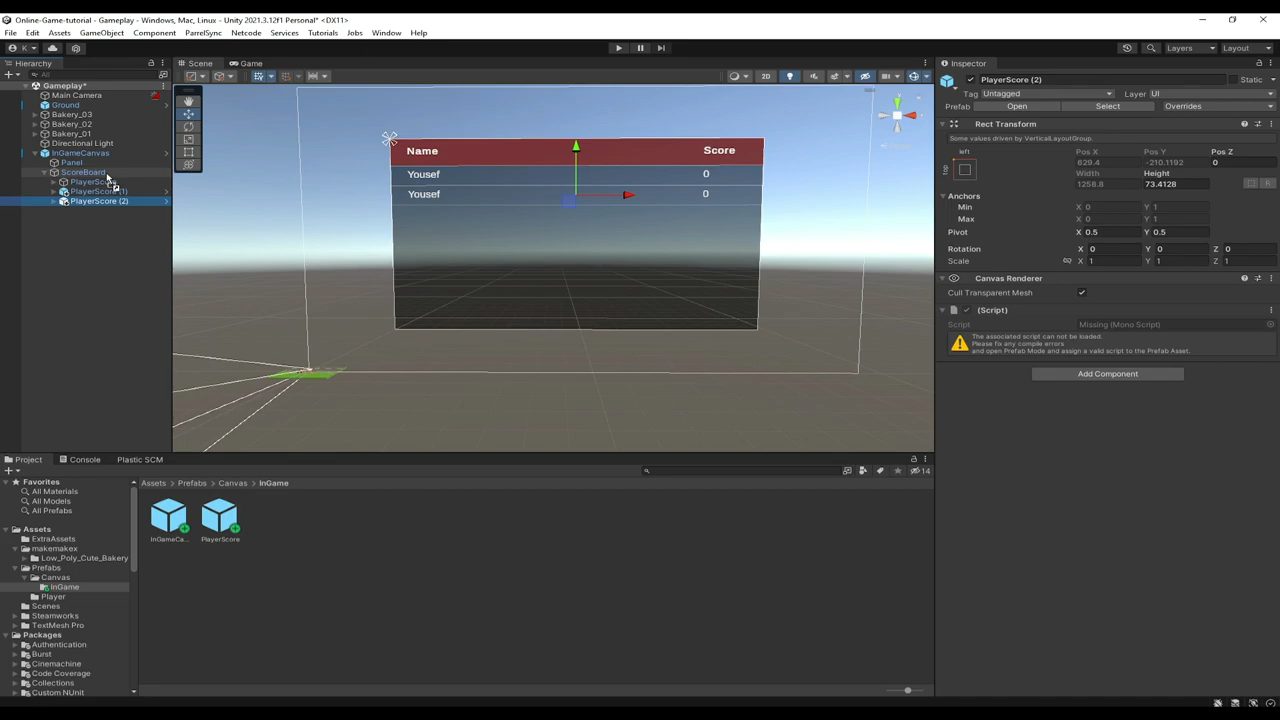 Online-Game-tutorial - Gameplay - Windows, Mac, Linux - Unity 2021.3.12f1 Personal* <DX11>
File Edit Assets GameObject Component ParrelSync Netcode Services Tutorials Jobs Window Help
K Layers Layout
Hierarchy Scene Game Inspector
All 2D PlayerScore (2) Static
Gameplay* Tag Untagged Layer UI
Main Camera Prefab Open Select Overrides
Ground
Bakery_03 Rect Transform
Bakery_02 Some values driven by VerticalLayoutGroup.
Bakery_01 left Pos X Pos Y Pos Z
Directional Light top 629.4 -210.1192 0
InGameCanvas Name Score Width Height
Panel 1258.8 73.4128 R
ScoreBoard Yousef 0 Anchors
PlayerScore Min X 0 Y 1
PlayerScore (1) Yousef 0 Max X 0 Y 1
PlayerScore (2) Pivot X 0.5 Y 0.5
Rotation X 0 Y 0 Z 0
Scale X 1 Y 1 Z 1
Canvas Renderer
Cull Transparent Mesh
(Script)
Script Missing (Mono Script)
The associated script can not be loaded.
Please fix any compile errors
and open Prefab Mode and assign a valid script to the Prefab Asset.
Add Component
Project Console Plastic SCM
14
Favorites Assets Prefabs Canvas InGame
All Materials
All Models
All Prefabs
Assets
ExtraAssets InGameCa... PlayerScore
makemakex
Low_Poly_Cute_Bakery
Prefabs
Canvas
InGame
Player
Scenes
Steamworks
TextMesh Pro
Packages
Authentication
Burst
Cinemachine
Code Coverage
Collections
Custom NUnit